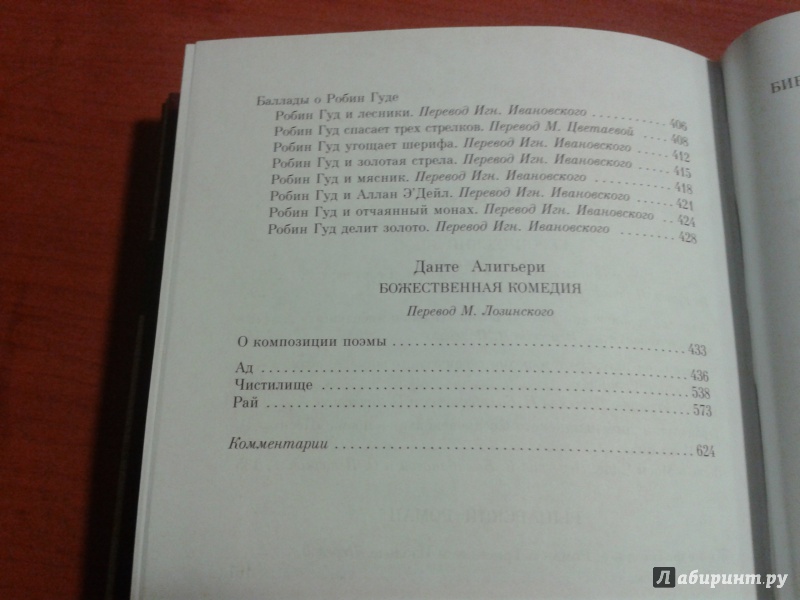 Баллады о Робин Гуде
Робин Гуд и лесники. Перевод Игн. Ивановского 406
Робин Гуд спасает трех стрелков. Перевод М. Цветаевой 408
Робин Гуд угощает шерифа. Перевод Игн. Ивановского 412
Робин Гуд и золотая стрела. Перевод Игн. Ивановского 415
Робин Гуд и мясник. Перевод Игн. Ивановского 418
Робин Гуд и Аллан Э'Дейл. Перевод Игн. Ивановского 421
Робин Гуд и отчаянный монах. Перевод Игн. Ивановского 424
Робин Гуд делит золото. Перевод Игн. Ивановского 428
Данте Алигьери
БОЖЕСТВЕННАЯ КОМЕДИЯ
Перевод М. Лозинского
О композиции поэмы 433
Ад 436
Чистилище 538
Рай 573
Комментарии 624
БИБ
Лабиринт.ру